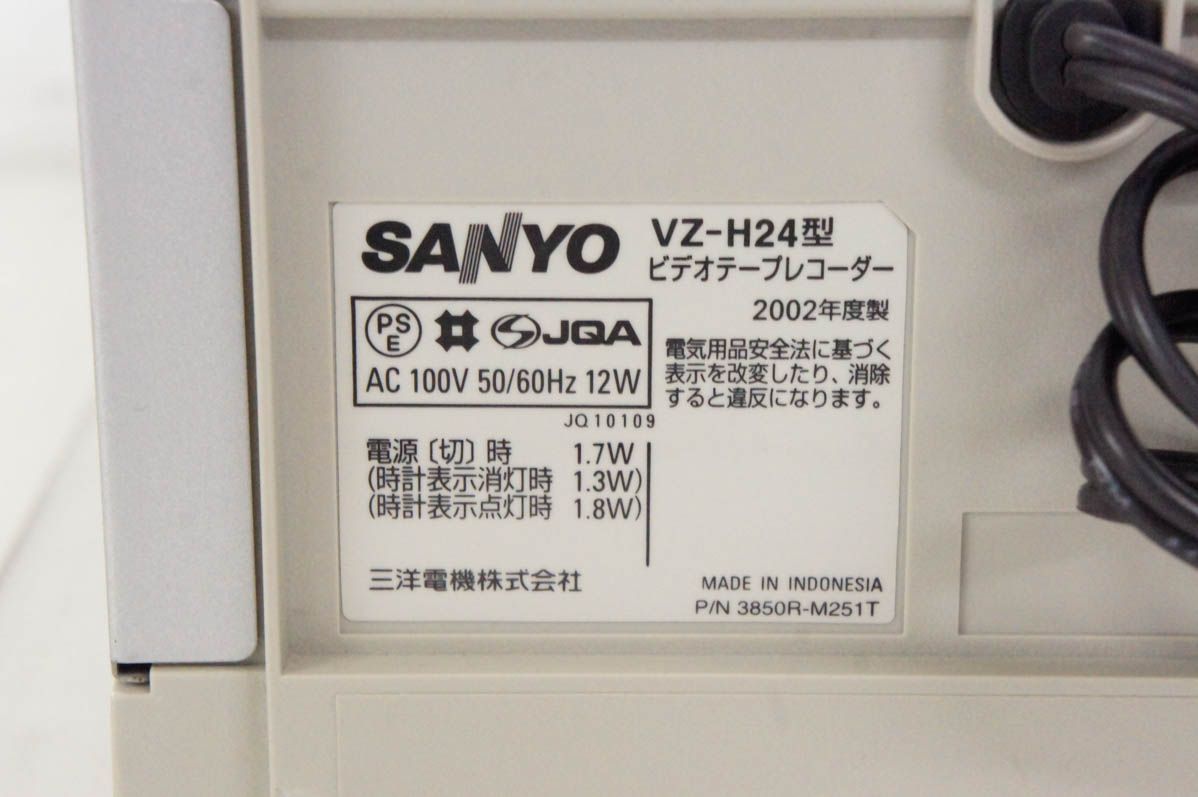 SANYO
VZ-H24型
ビデオテープレコーダー
2002年度製
PS
E
JQA
AC 100V 50/60Hz 12W
JQ10109
電気用品安全法に基づく
表示を改変したり、消除
すると違反になります。
電源〔切〕時 1.7W
(時計表示消灯時 1.3W)
(時計表示点灯時 1.8W)
三洋電機株式会社
MADE IN INDONESIA
P/N 3850R-M251T